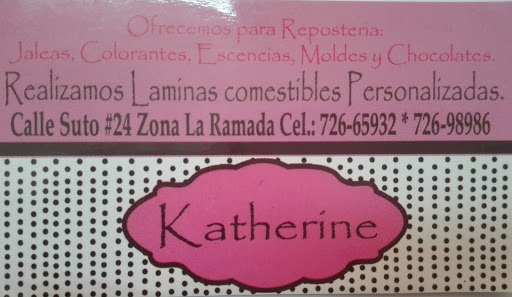 Ofrecemos para Reposteria:
Jaleas, Colorantes, Escencias, Moldes y Chocolates.
Realizamos Laminas comestibles Personalizadas.
Calle Suto #24 Zona La Ramada Cel.: 726-65932 * 726-98986
Katherine